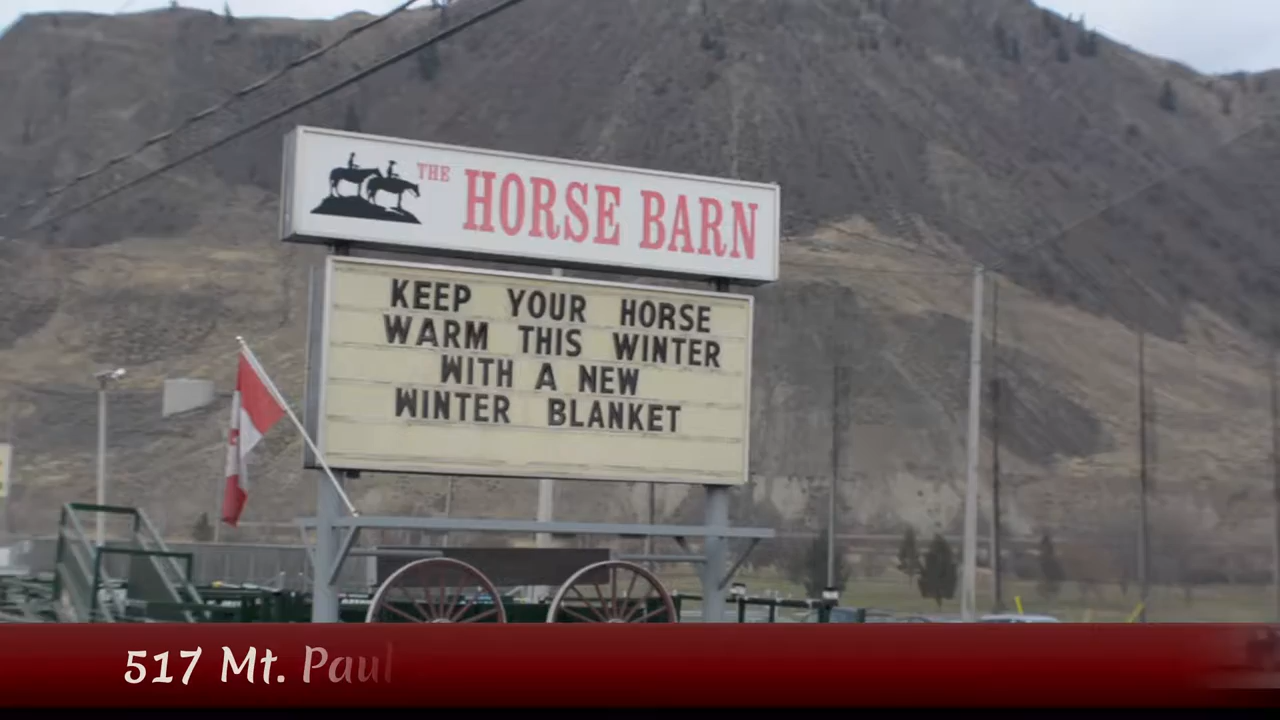 THE HORSE BARN
KEEP YOUR HORSE
WARM THIS WINTER
WITH A NEW
WINTER BLANKET
517 Mt. Paul